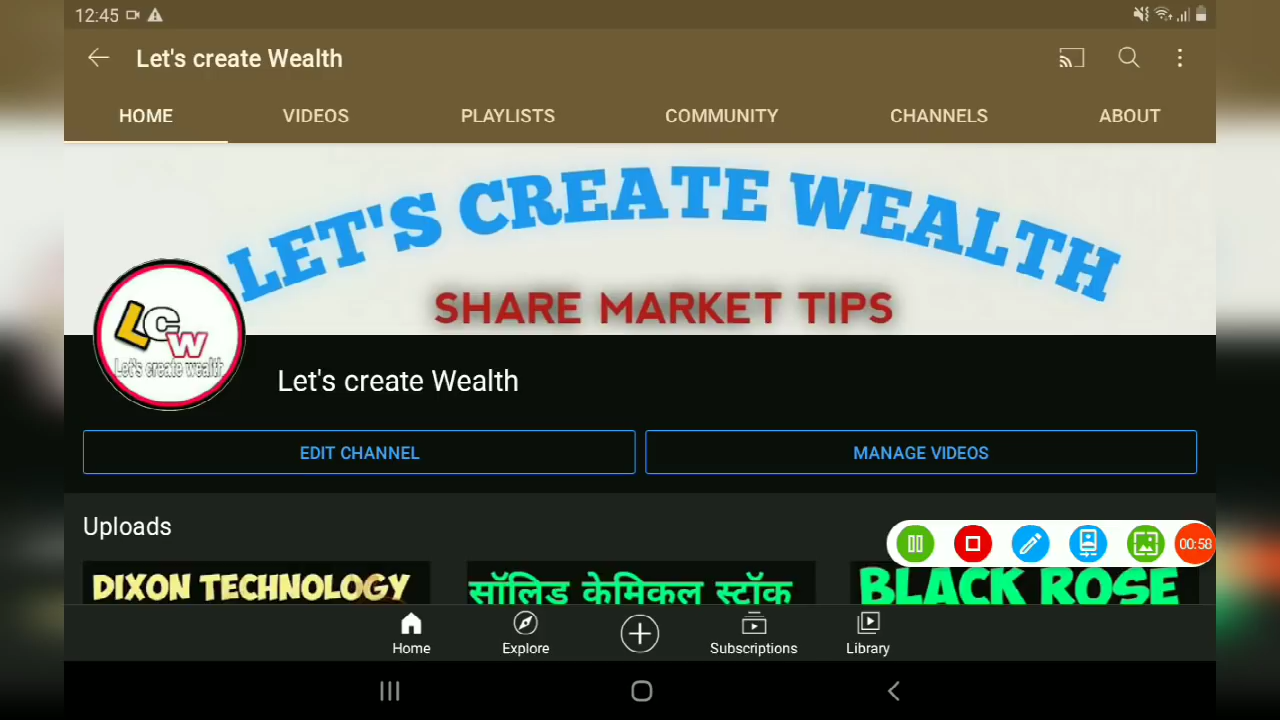 12:45
Let's create Wealth
HOME VIDEOS PLAYLISTS COMMUNITY CHANNELS ABOUT
LET'S CREATE WEALTH
SHARE MARKET TIPS
LCW
Let's create wealth
Let's create Wealth
EDIT CHANNEL MANAGE VIDEOS
Uploads
00:58
DIXON TECHNOLOGY सॉलिड केमिकल स्टॉक BLACK ROSE
Home Explore Subscriptions Library